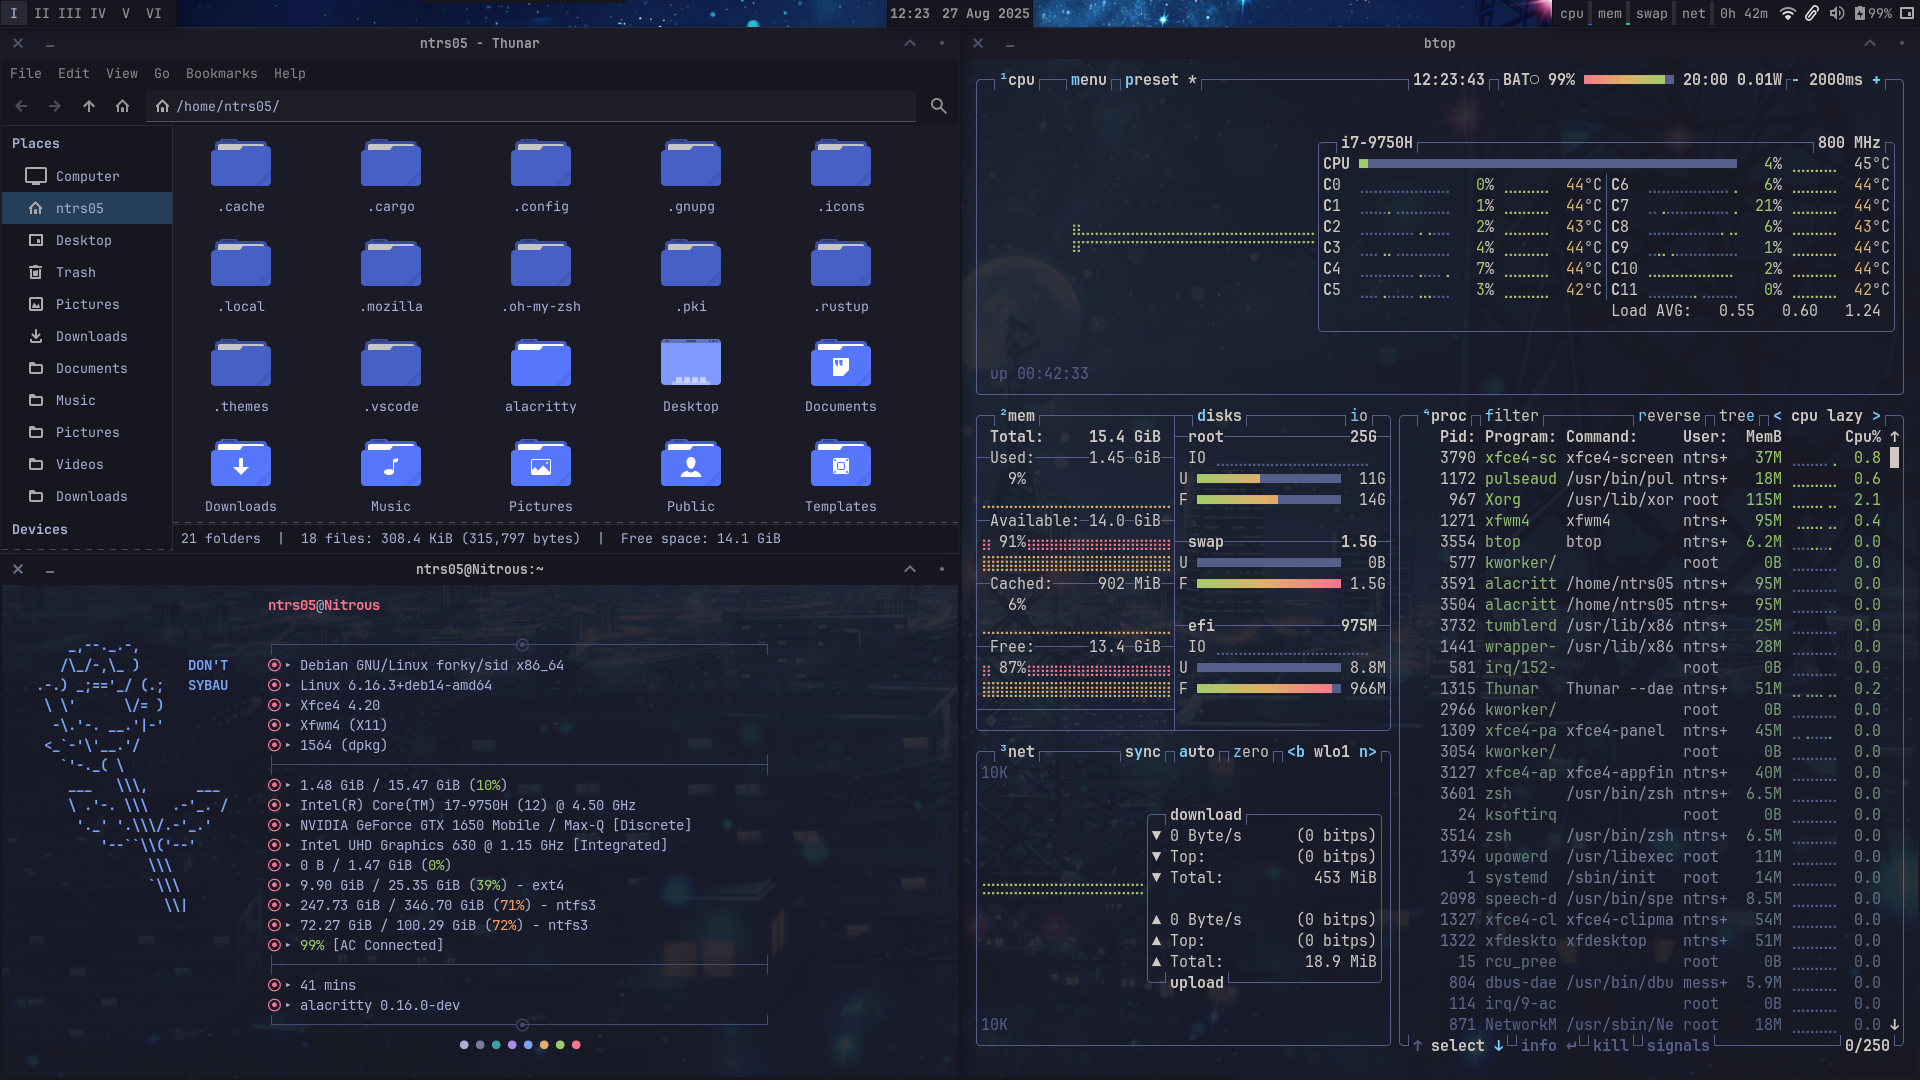 I II III IV V VI
12:23 27 Aug 2025
cpu mem swap net 0h 42m 99%
ntrs05 - Thunar
File Edit View Go Bookmarks Help
/home/ntrs05/
Places
Computer
ntrs05
Desktop
Trash
Pictures
Downloads
Documents
Music
Pictures
Videos
Downloads
Devices
.cache .cargo .config .gnupg .icons
.local .mozilla .oh-my-zsh .pki .rustup
.themes .vscode alacritty Desktop Documents
Downloads Music Pictures Public Templates
21 folders | 18 files: 308.4 KiB (315,797 bytes) | Free space: 14.1 GiB
ntrs05@Nitrous:~
ntrs05@Nitrous
DON'T
SYBAU
Debian GNU/Linux forky/sid x86_64
Linux 6.16.3+deb14-amd64
Xfce4 4.20
Xfwm4 (X11)
1564 (dpkg)
1.48 GiB / 15.47 GiB (10%)
Intel(R) Core(TM) i7-9750H (12) @ 4.50 GHz
NVIDIA GeForce GTX 1650 Mobile / Max-Q [Discrete]
Intel UHD Graphics 630 @ 1.15 GHz [Integrated]
0 B / 1.47 GiB (0%)
9.90 GiB / 25.35 GiB (39%) - ext4
247.73 GiB / 346.70 GiB (71%) - ntfs3
72.27 GiB / 100.29 GiB (72%) - ntfs3
99% [AC Connected]
41 mins
alacritty 0.16.0-dev
btop
¹cpu menu preset * 12:23:43 BAT○ 99% 20:00 0.01W - 2000ms +
i7-9750H 800 MHz
CPU 4% 45°C
C0 0% 44°C C6 6% 44°C
C1 1% 44°C C7 21% 44°C
C2 2% 43°C C8 6% 43°C
C3 4% 44°C C9 1% 44°C
C4 7% 44°C C10 2% 44°C
C5 3% 42°C C11 0% 42°C
Load AVG: 0.55 0.60 1.24
up 00:42:33
²mem disks io
Total: 15.4 GiB
Used: 1.45 GiB
9%
Available: 14.0 GiB
91%
Cached: 902 MiB
6%
Free: 13.4 GiB
87%
root 25G
IO
U 11G
F 14G
swap 1.5G
U 0B
F 1.5G
efi 975M
IO
U 8.8M
F 966M
³net sync auto zero <b wlo1 n>
10K
download
▼ 0 Byte/s (0 bitps)
▼ Top: (0 bitps)
▼ Total: 453 MiB
▲ 0 Byte/s (0 bitps)
▲ Top: (0 bitps)
▲ Total: 18.9 MiB
upload
10K
⁴proc filter reverse tree < cpu lazy >
Pid: Program: Command: User: MemB Cpu% ↑
3790 xfce4-sc xfce4-screen ntrs+ 37M 0.8
1172 pulseaud /usr/bin/pul ntrs+ 18M 0.6
967 Xorg /usr/lib/xor root 115M 2.1
1271 xfwm4 xfwm4 ntrs+ 95M 0.4
3554 btop btop ntrs+ 6.2M 0.0
577 kworker/ root 0B 0.0
3591 alacritt /home/ntrs05 ntrs+ 95M 0.0
3504 alacritt /home/ntrs05 ntrs+ 95M 0.0
3732 tumblerd /usr/lib/x86 ntrs+ 25M 0.0
1441 wrapper- /usr/lib/x86 ntrs+ 28M 0.0
581 irq/152- root 0B 0.0
1315 Thunar Thunar --dae ntrs+ 51M 0.2
2966 kworker/ root 0B 0.0
1309 xfce4-pa xfce4-panel ntrs+ 45M 0.0
3054 kworker/ root 0B 0.0
3127 xfce4-ap xfce4-appfin ntrs+ 40M 0.0
3601 zsh /usr/bin/zsh ntrs+ 6.5M 0.0
24 ksoftirq root 0B 0.0
3514 zsh /usr/bin/zsh ntrs+ 6.5M 0.0
1394 upowerd /usr/libexec root 11M 0.0
1 systemd /sbin/init root 14M 0.0
2098 speech-d /usr/bin/spe ntrs+ 8.5M 0.0
1327 xfce4-cl xfce4-clipma ntrs+ 54M 0.0
1322 xfdeskto xfdesktop ntrs+ 51M 0.0
15 rcu_pree root 0B 0.0
804 dbus-dae /usr/bin/dbu mess+ 5.9M 0.0
114 irq/9-ac root 0B 0.0
871 NetworkM /usr/sbin/Ne root 18M 0.0 ↓
↑ select ↓ info ↵ kill signals 0/250